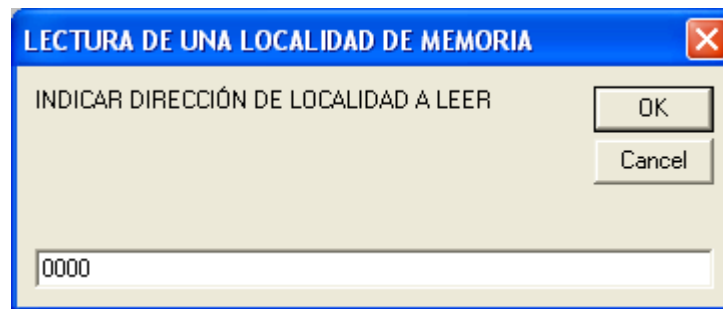 LECTURA DE UNA LOCALIDAD DE MEMORIA
INDICAR DIRECCIÓN DE LOCALIDAD A LEER
OK
Cancel
0000